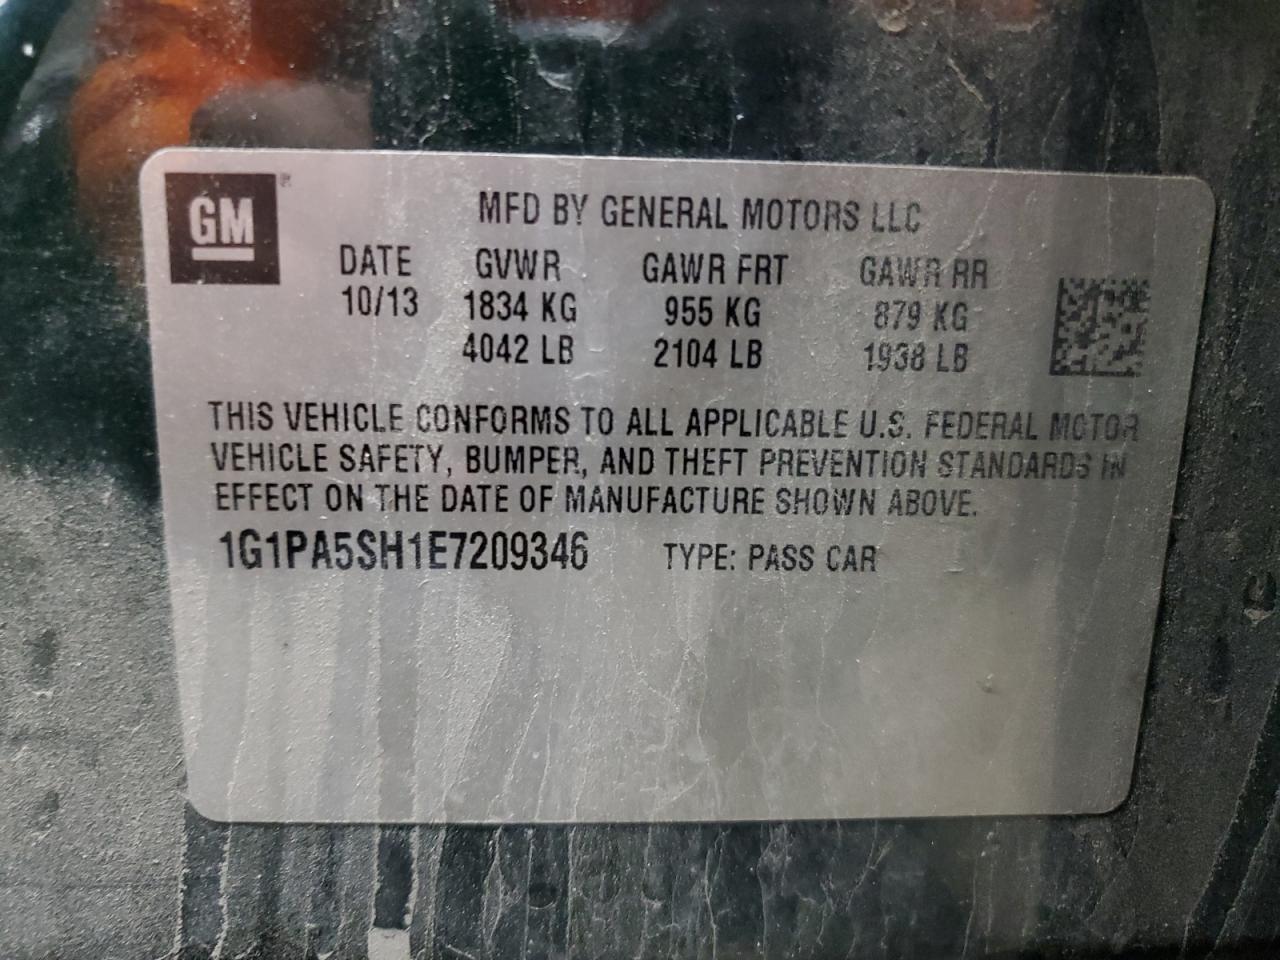 GM®
MFD BY GENERAL MOTORS LLC
DATE GVWR GAWR FRT GAWR RR
10/13 1834 KG 955 KG 879 KG
4042 LB 2104 LB 1938 LB
THIS VEHICLE CONFORMS TO ALL APPLICABLE U.S. FEDERAL MOTOR
VEHICLE SAFETY, BUMPER, AND THEFT PREVENTION STANDARDS IN
EFFECT ON THE DATE OF MANUFACTURE SHOWN ABOVE.
1G1PA5SH1E7209346 TYPE: PASS CAR